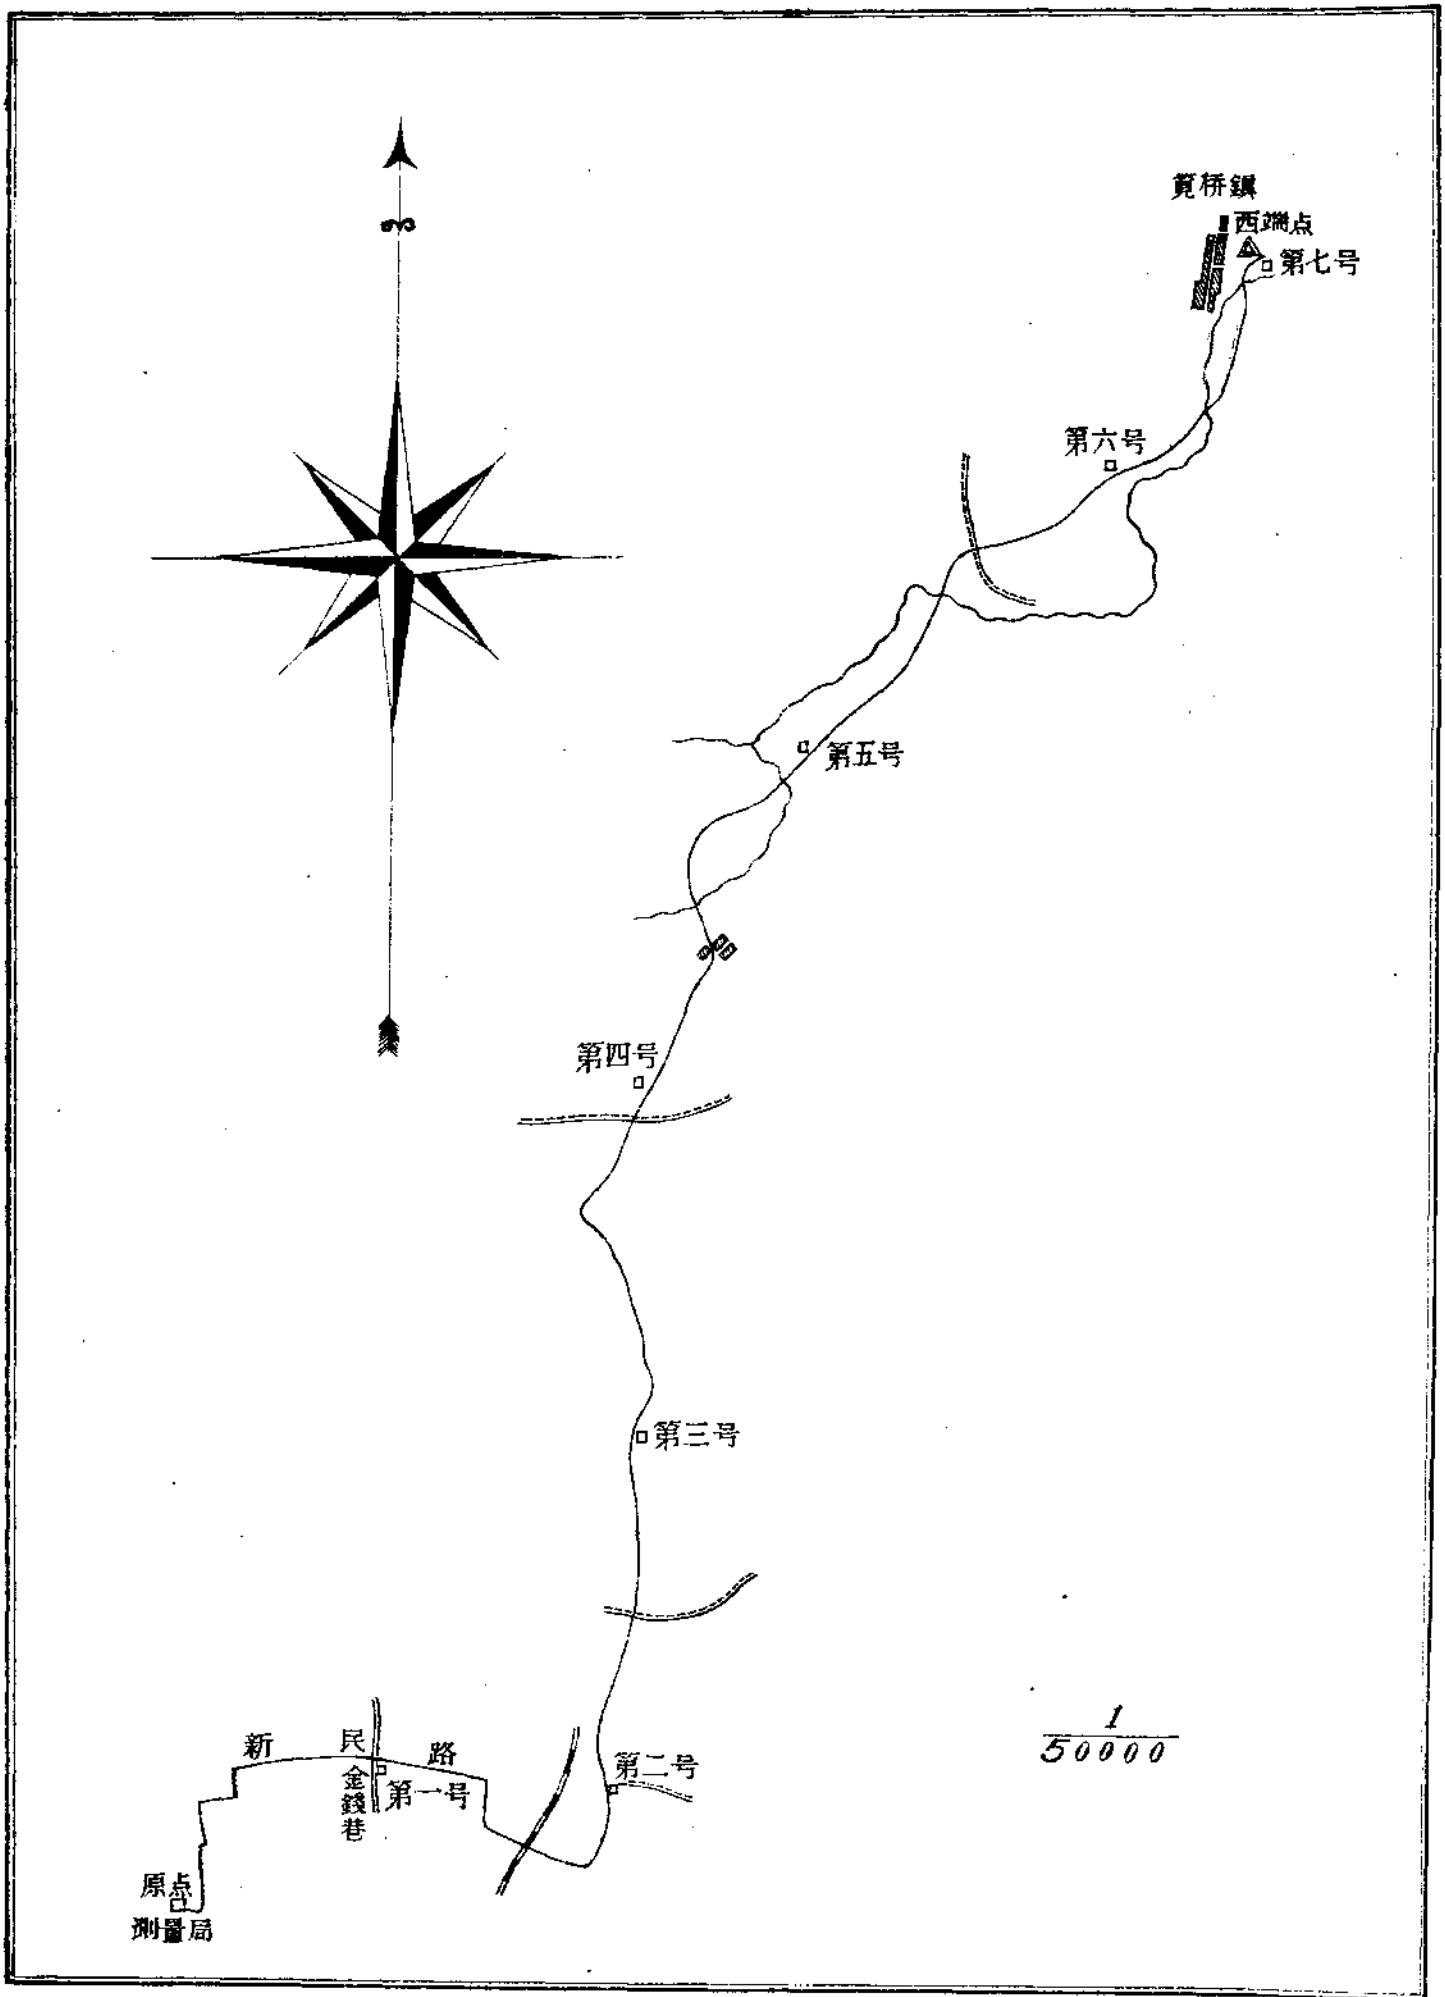 筧桥鎭
西端点
第七号
第六号
第五号
第四号
第三号
第二号
新民路
金錢巷
第一号
原点
測量局
1
50000